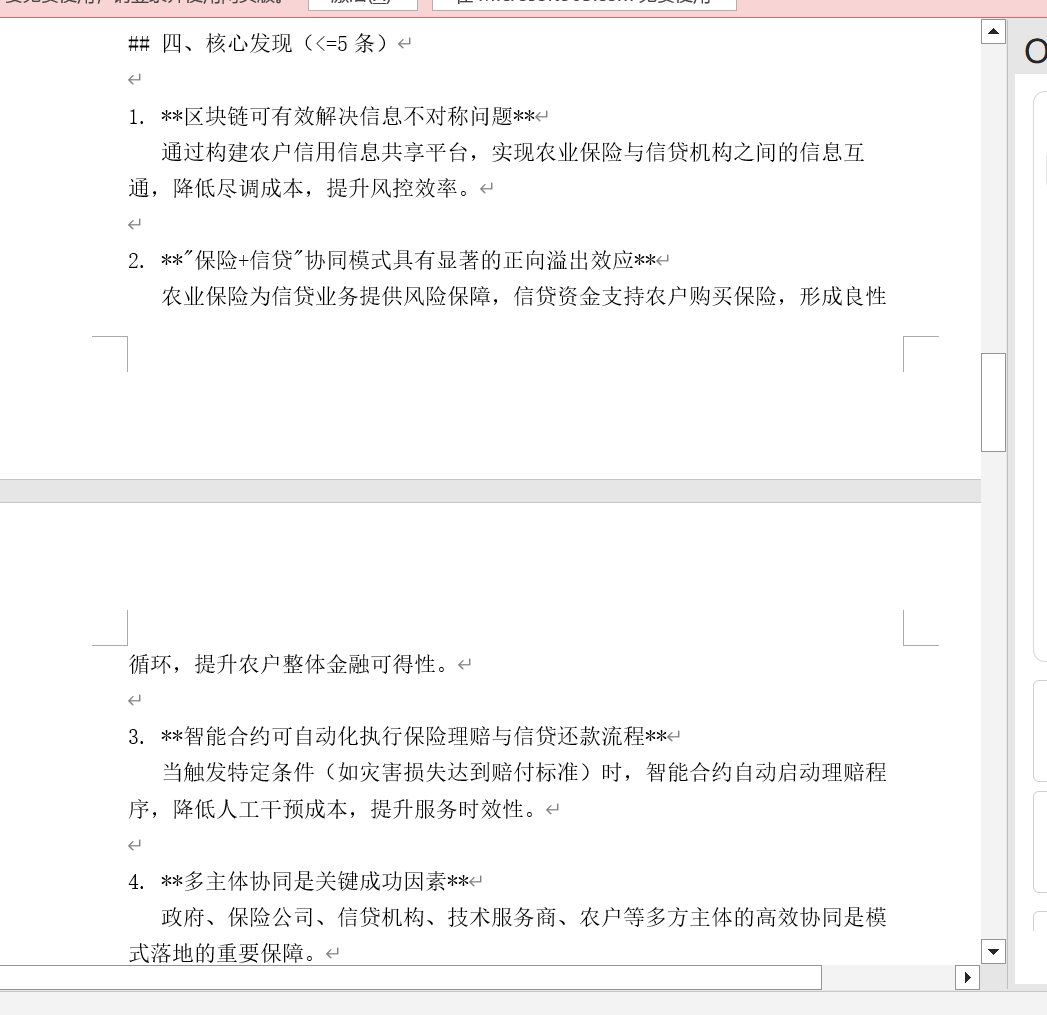 ## 四、核心发现（<=5 条）
1. **区块链可有效解决信息不对称问题**
通过构建农户信用信息共享平台，实现农业保险与信贷机构之间的信息互
通，降低尽调成本，提升风控效率。
2. **"保险+信贷"协同模式具有显著的正向溢出效应**
农业保险为信贷业务提供风险保障，信贷资金支持农户购买保险，形成良性
循环，提升农户整体金融可得性。
3. **智能合约可自动化执行保险理赔与信贷还款流程**
当触发特定条件（如灾害损失达到赔付标准）时，智能合约自动启动理赔程
序，降低人工干预成本，提升服务时效性。
4. **多主体协同是关键成功因素**
政府、保险公司、信贷机构、技术服务商、农户等多方主体的高效协同是模
式落地的重要保障。